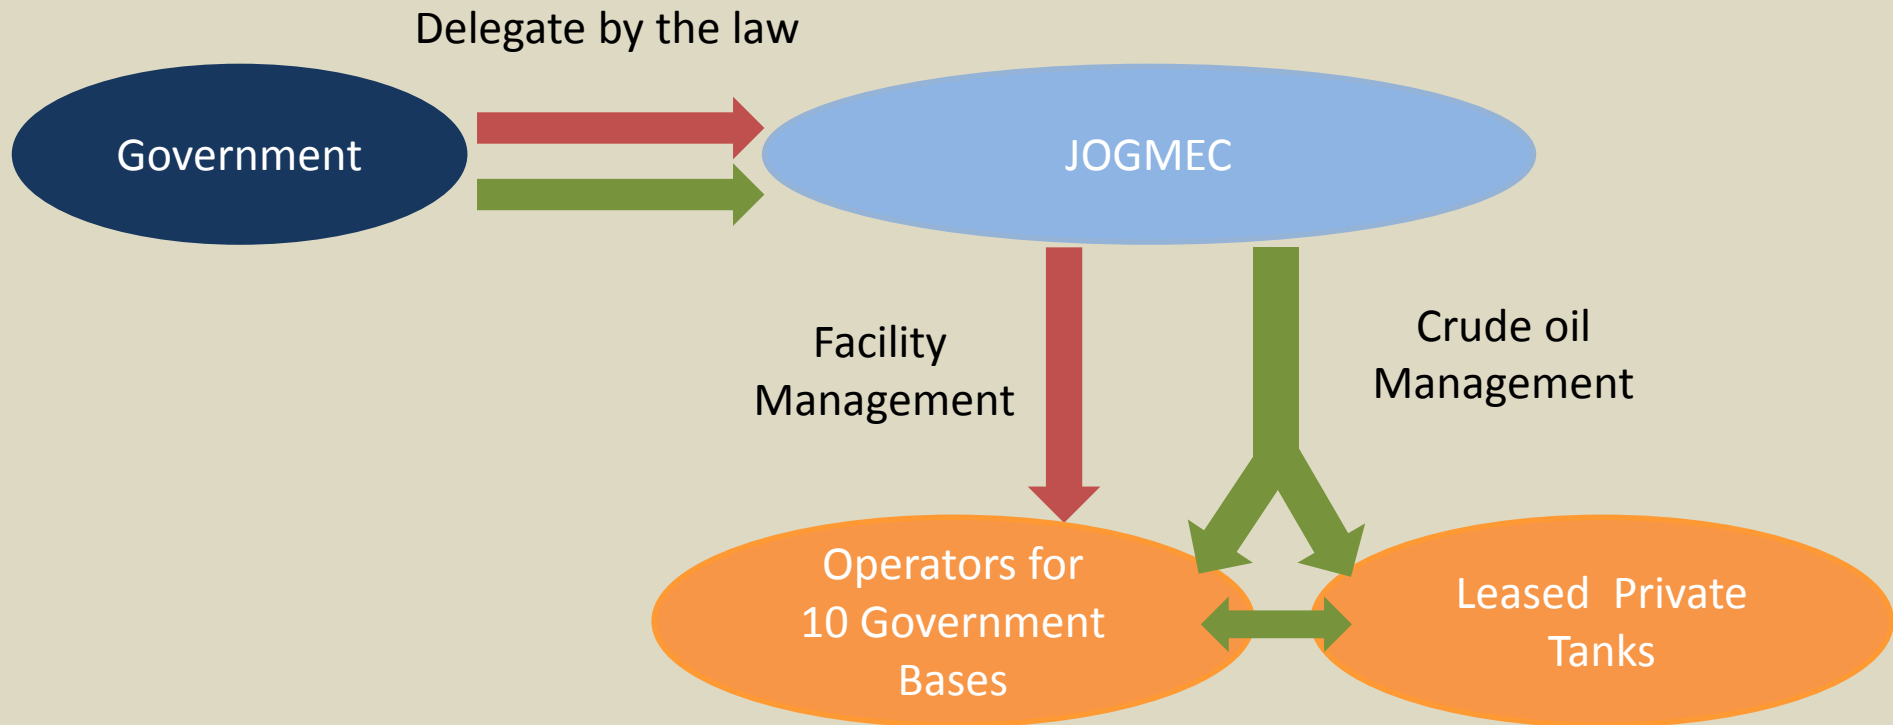 Delegate by the law
Government
JOGMEC
Facility
Management
Crude oil
Management
Operators for
10 Government
Bases
Leased Private
Tanks